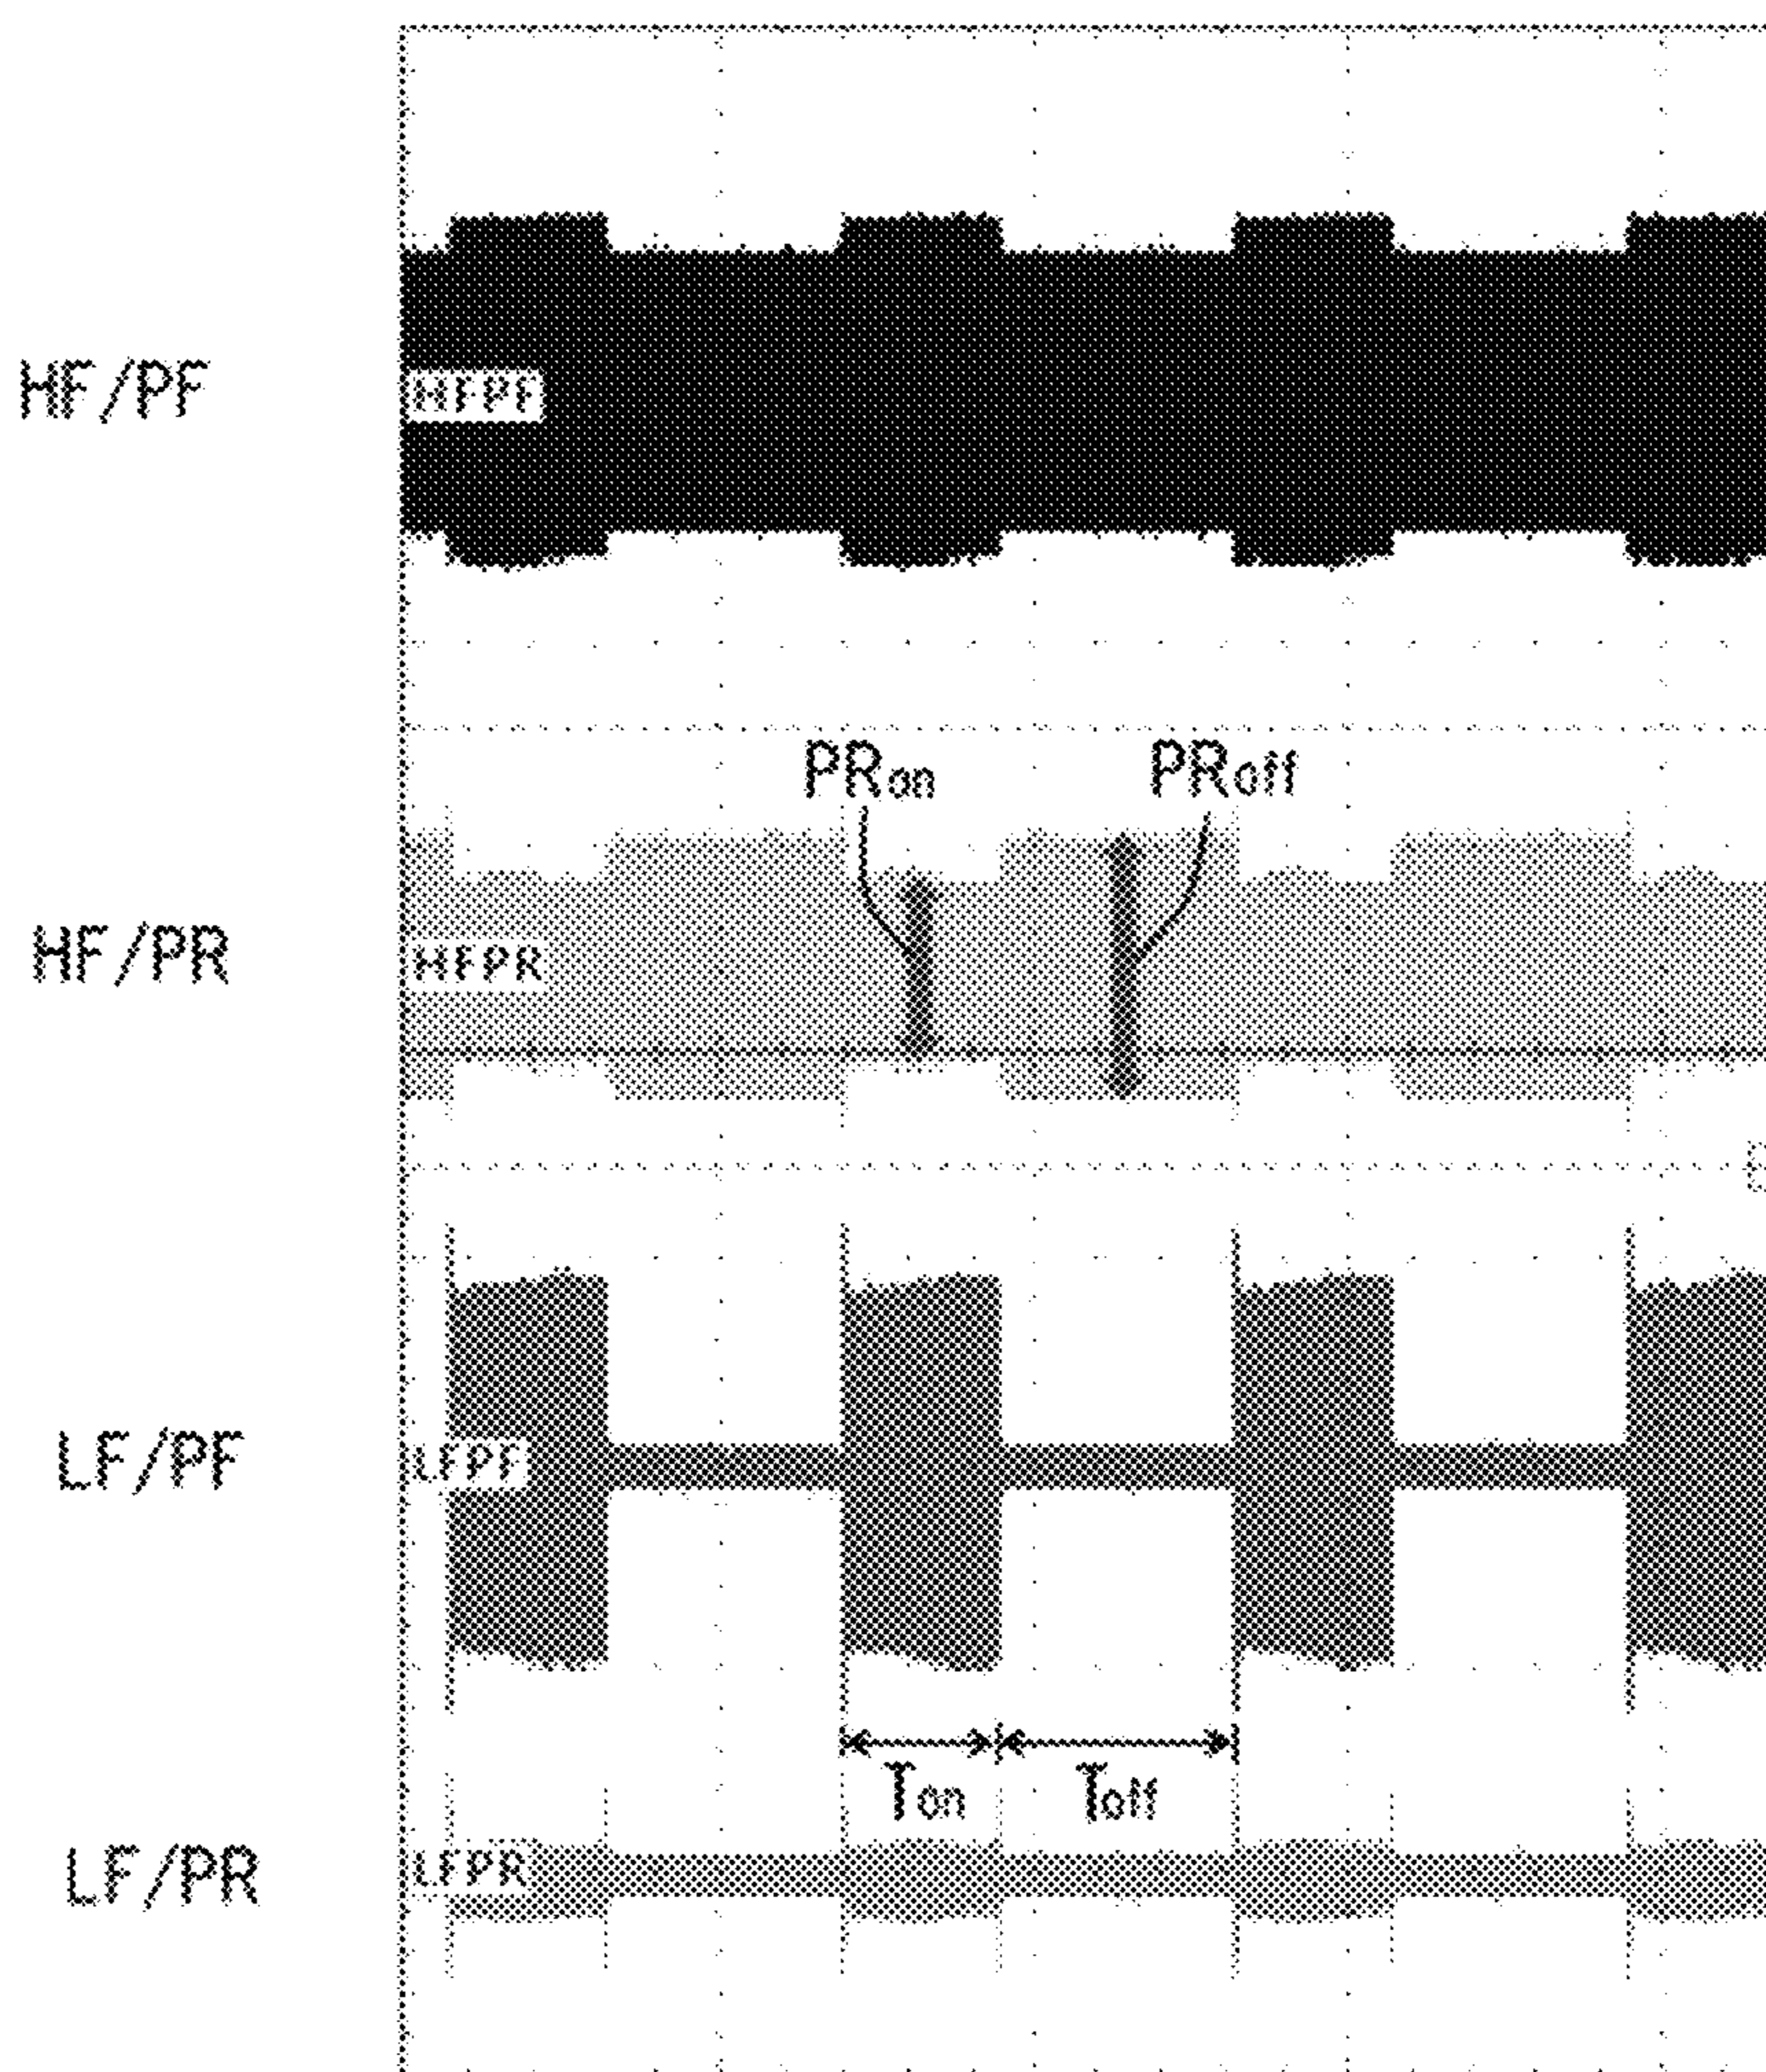 HF/PF
HFPF
PRon
PRoff
HF/PR
HFPR
LF/PF
LFPF
Ton
Toff
LF/PR
LFPR